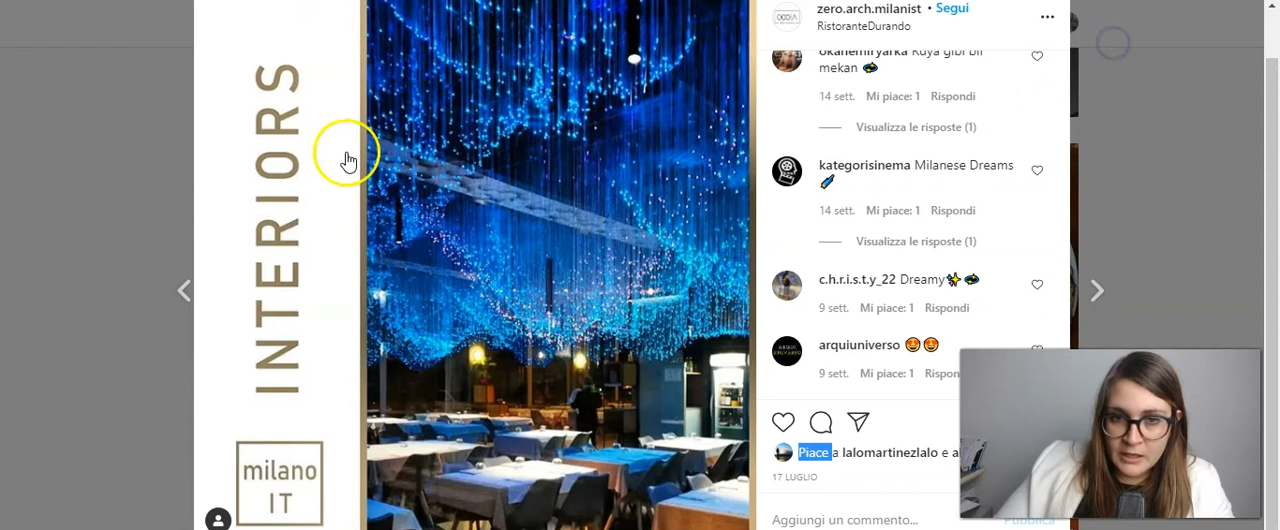 INTERIORS
milano
IT
zero.arch.milanist • Segui
RistoranteDurando
okanemiryarka Rüya gibi bir
mekan
14 sett. Mi piace: 1 Rispondi
Visualizza le risposte (1)
kategorisinema Milanese Dreams
14 sett. Mi piace: 1 Rispondi
Visualizza le risposte (1)
c.h.r.i.s.t.y_22 Dreamy
9 sett. Mi piace: 1 Rispondi
arquiuniverso
9 sett. Mi piace: 1
Piace a lalomartinezlalo e
17 LUGLIO
Aggiungi un commento...
Pubblica